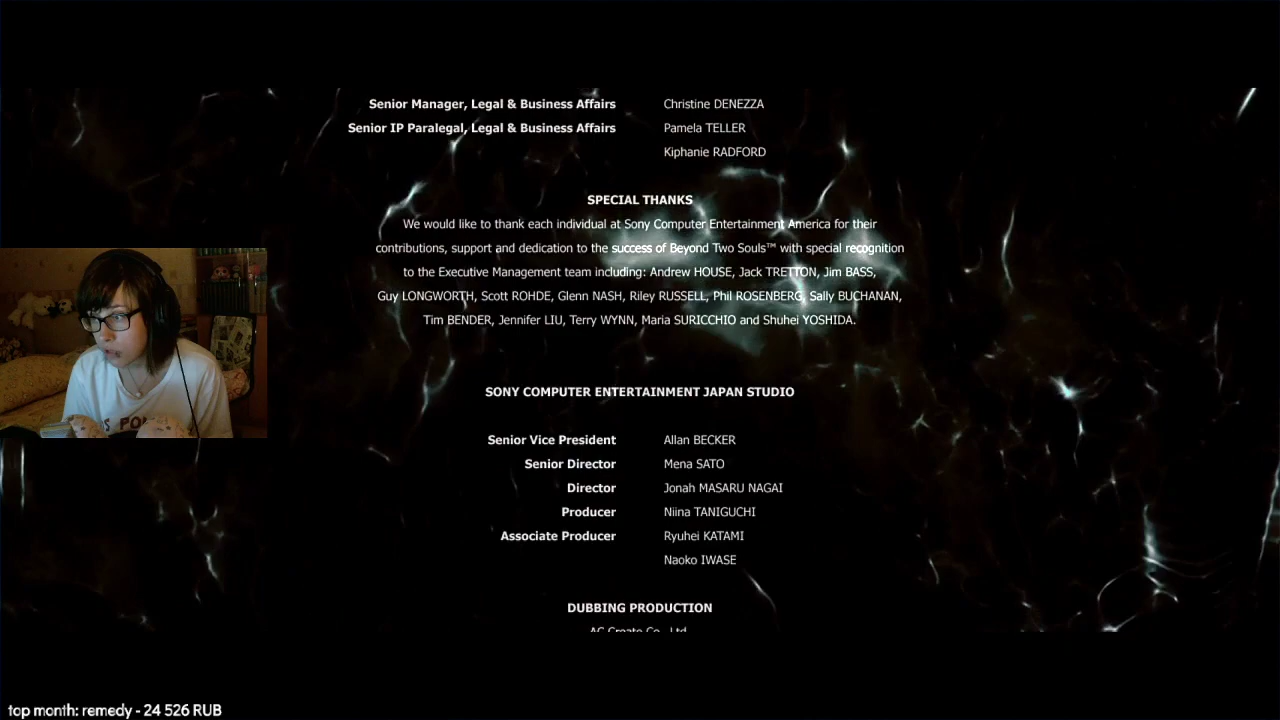 Senior Manager, Legal & Business Affairs Christine DENEZZA
Senior IP Paralegal, Legal & Business Affairs Pamela TELLER
Kiphanie RADFORD
SPECIAL THANKS
We would like to thank each individual at Sony Computer Entertainment America for their
contributions, support and dedication to the success of Beyond Two Souls™ with special recognition
to the Executive Management team including: Andrew HOUSE, Jack TRETTON, Jim BASS,
Guy LONGWORTH, Scott ROHDE, Glenn NASH, Riley RUSSELL, Phil ROSENBERG, Sally BUCHANAN,
Tim BENDER, Jennifer LIU, Terry WYNN, Maria SURICCHIO and Shuhei YOSHIDA.
SONY COMPUTER ENTERTAINMENT JAPAN STUDIO
Senior Vice President Allan BECKER
Senior Director Mena SATO
Director Jonah MASARU NAGAI
Producer Niina TANIGUCHI
Associate Producer Ryuhei KATAMI
Naoko IWASE
DUBBING PRODUCTION
AC Create Co., Ltd.
top month: remedy - 24 526 RUB